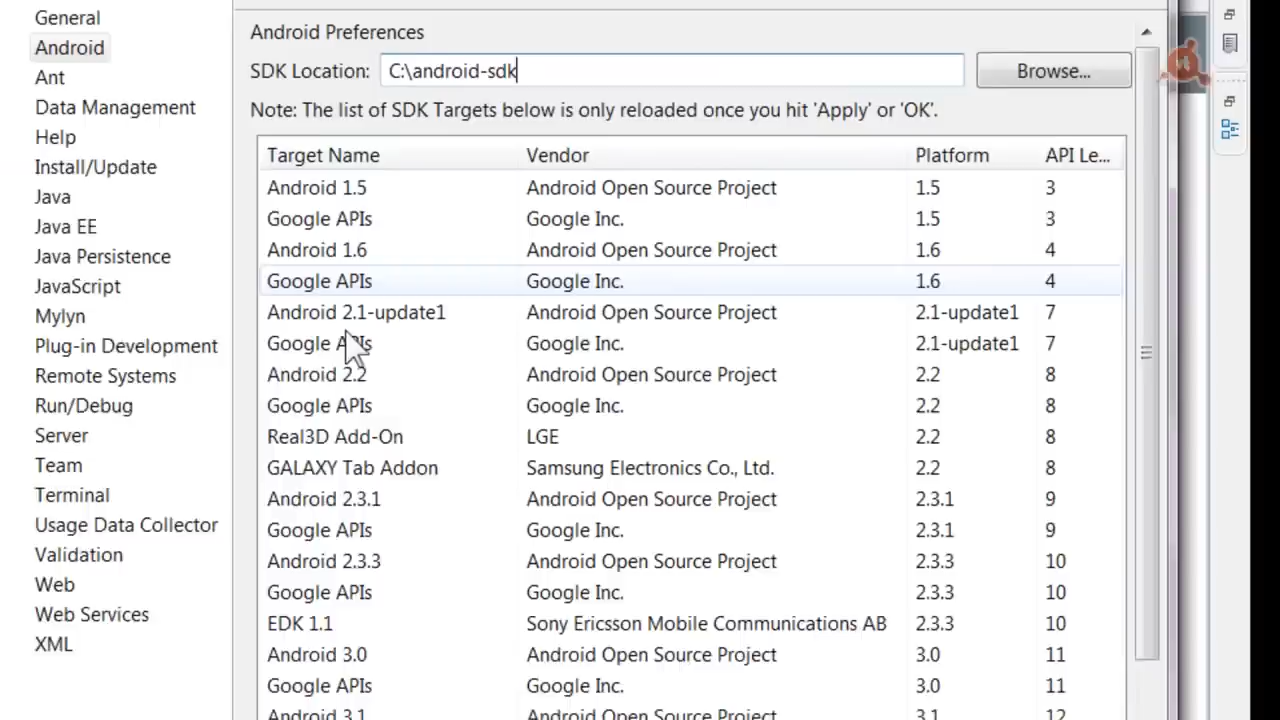 General
Android
Ant
Data Management
Help
Install/Update
Java
Java EE
Java Persistence
JavaScript
Mylyn
Plug-in Development
Remote Systems
Run/Debug
Server
Team
Terminal
Usage Data Collector
Validation
Web
Web Services
XML
Android Preferences
SDK Location: C:\android-sdk Browse...
Note: The list of SDK Targets below is only reloaded once you hit 'Apply' or 'OK'.
Target Name Vendor Platform API Le...
Android 1.5 Android Open Source Project 1.5 3
Google APIs Google Inc. 1.5 3
Android 1.6 Android Open Source Project 1.6 4
Google APIs Google Inc. 1.6 4
Android 2.1-update1 Android Open Source Project 2.1-update1 7
Google APIs Google Inc. 2.1-update1 7
Android 2.2 Android Open Source Project 2.2 8
Google APIs Google Inc. 2.2 8
Real3D Add-On LGE 2.2 8
GALAXY Tab Addon Samsung Electronics Co., Ltd. 2.2 8
Android 2.3.1 Android Open Source Project 2.3.1 9
Google APIs Google Inc. 2.3.1 9
Android 2.3.3 Android Open Source Project 2.3.3 10
Google APIs Google Inc. 2.3.3 10
EDK 1.1 Sony Ericsson Mobile Communications AB 2.3.3 10
Android 3.0 Android Open Source Project 3.0 11
Google APIs Google Inc. 3.0 11
Android 3.1 Android Open Source Project 3.1 12